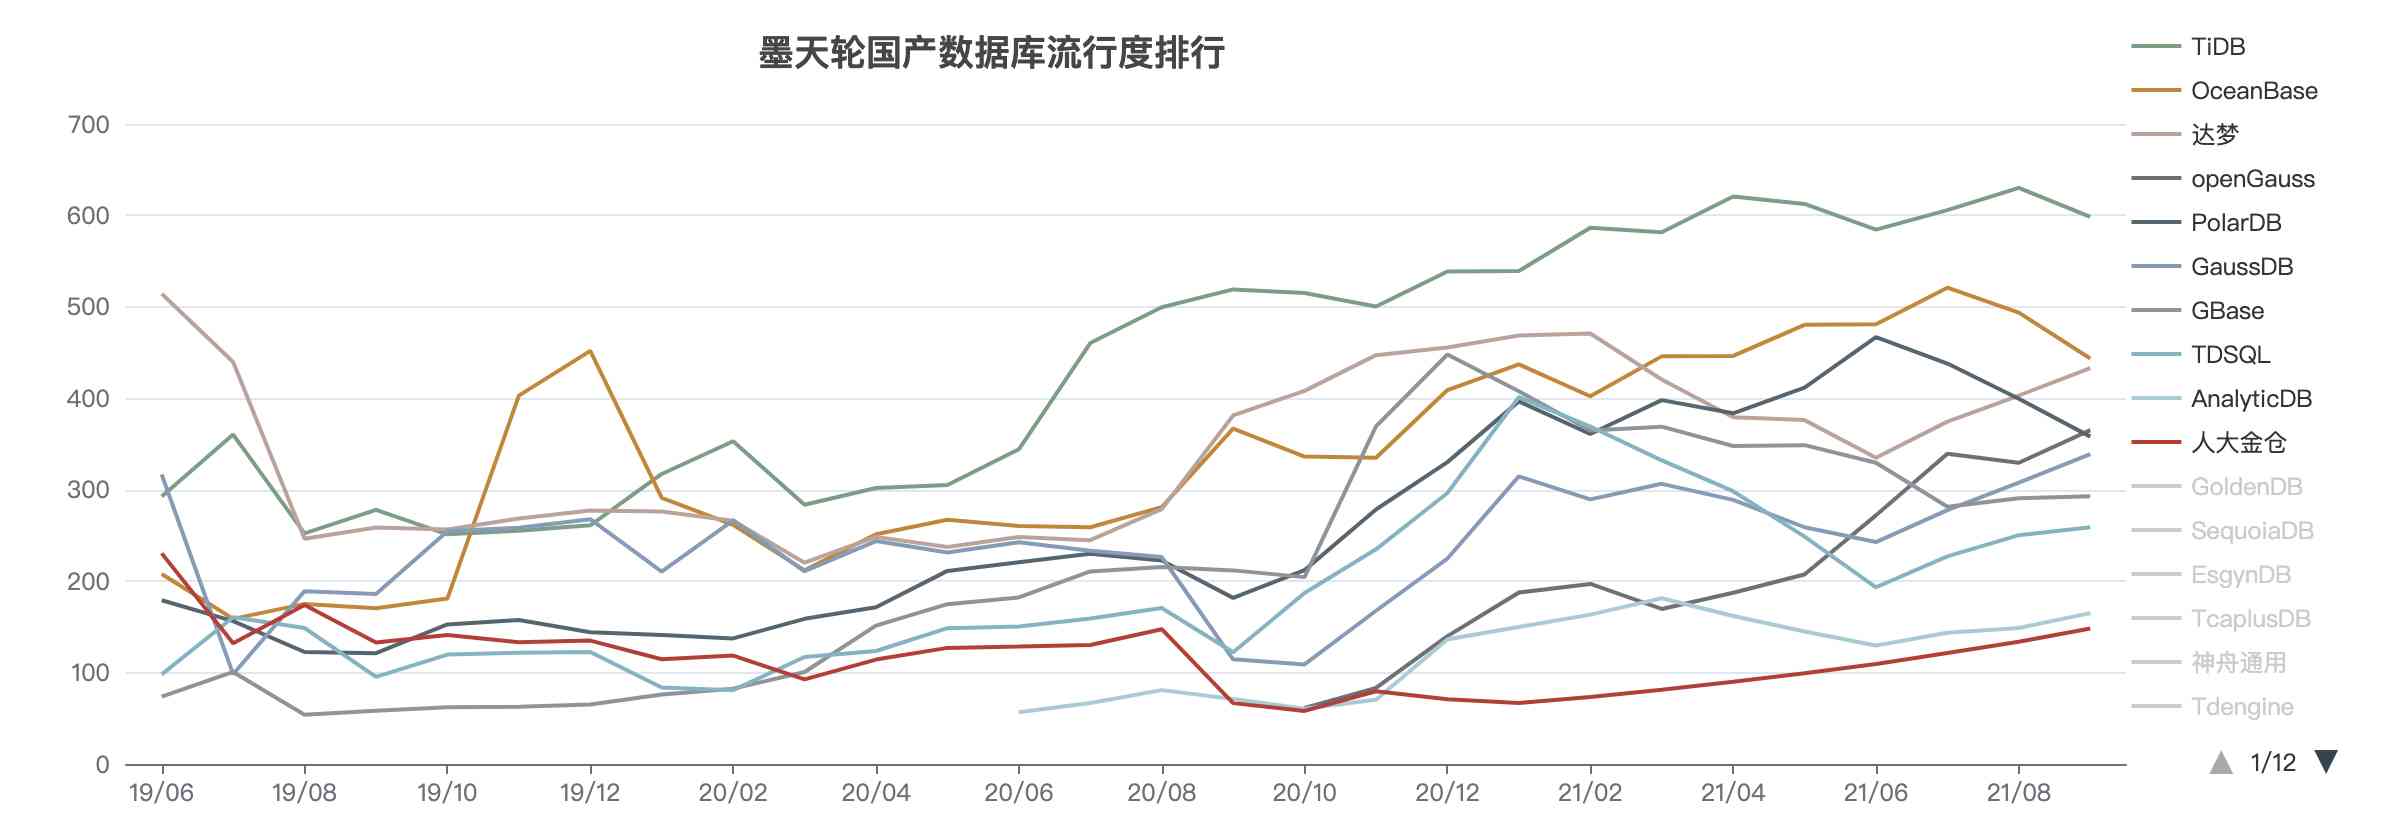 墨天轮国产数据库流行度排行
TiDB
OceanBase
达梦
openGauss
PolarDB
GaussDB
GBase
TDSQL
AnalyticDB
人大金仓
GoldenDB
SequoiaDB
EsgynDB
TcaplusDB
神舟通用
Tdengine
1/12
700
600
500
400
300
200
100
0
19/06 19/08 19/10 19/12 20/02 20/04 20/06 20/08 20/10 20/12 21/02 21/04 21/06 21/08